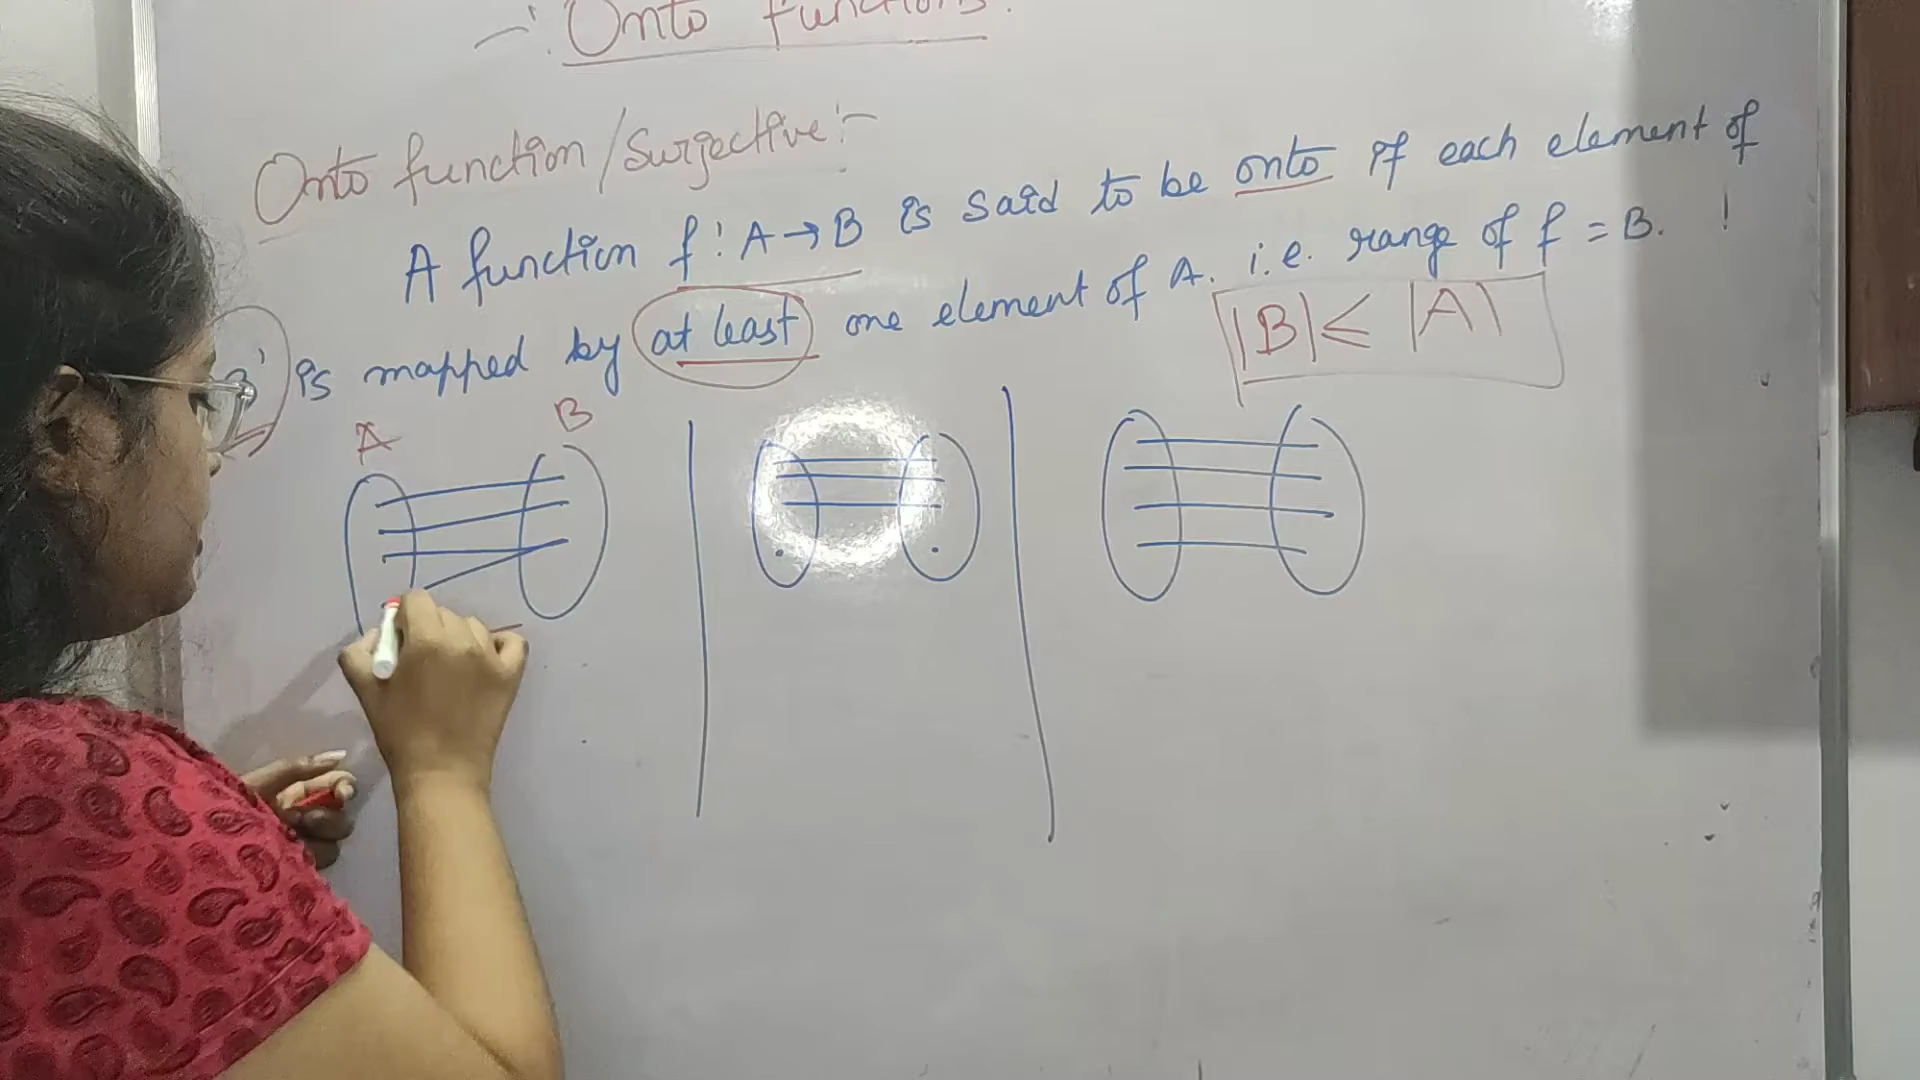 -: Onto functions:
Onto function/Surjective:-
A function f: A→B is said to be onto if each element of
'B' is mapped by at least one element of A. i.e. range of f = B. !
|B| ≤ |A|
A B